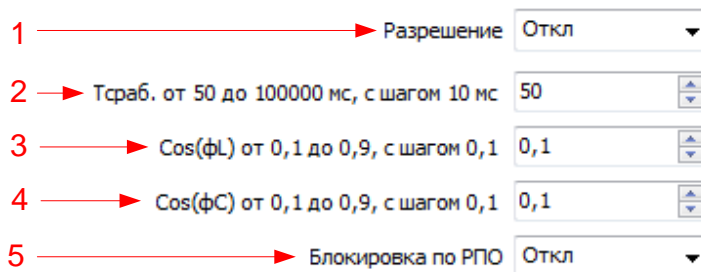 1 Разрешение Откл
2 Тсраб. от 50 до 100000 мс, с шагом 10 мс 50
3 Cos(фL) от 0,1 до 0,9, с шагом 0,1 0,1
4 Cos(фC) от 0,1 до 0,9, с шагом 0,1 0,1
5 Блокировка по РПО Откл